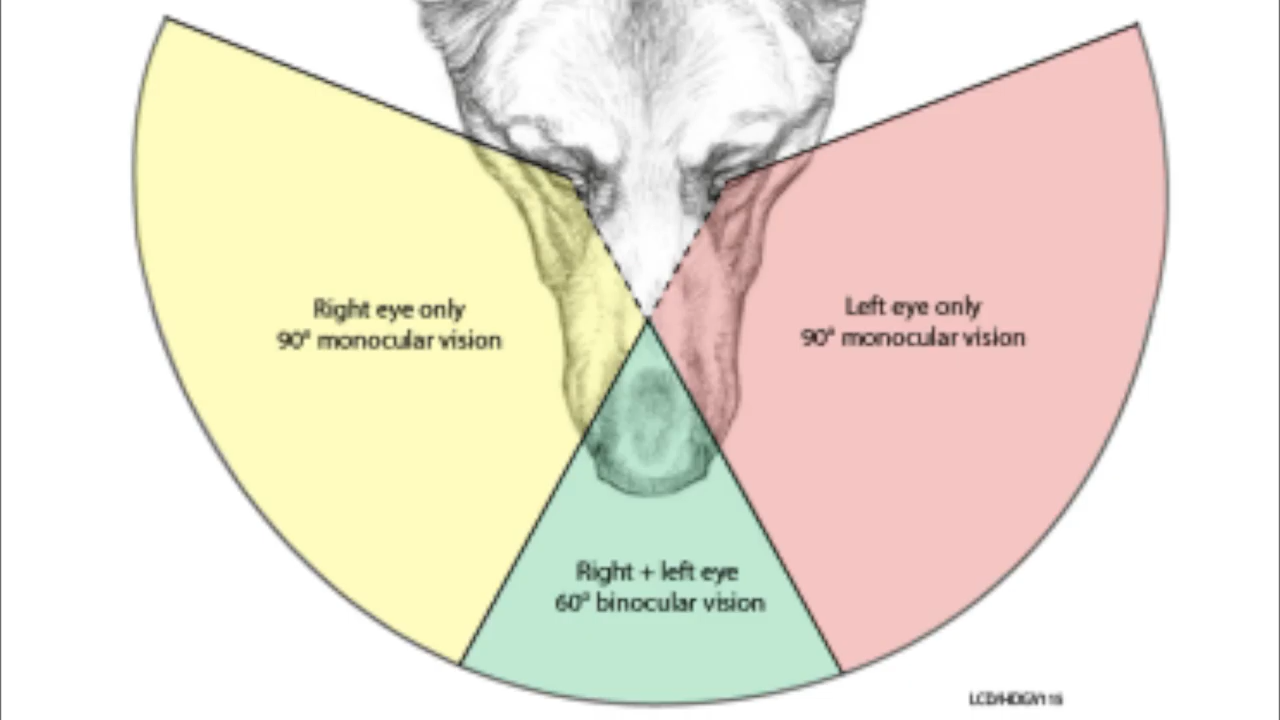 Right eye only
90° monocular vision
Left eye only
90° monocular vision
Right + left eye
60° binocular vision